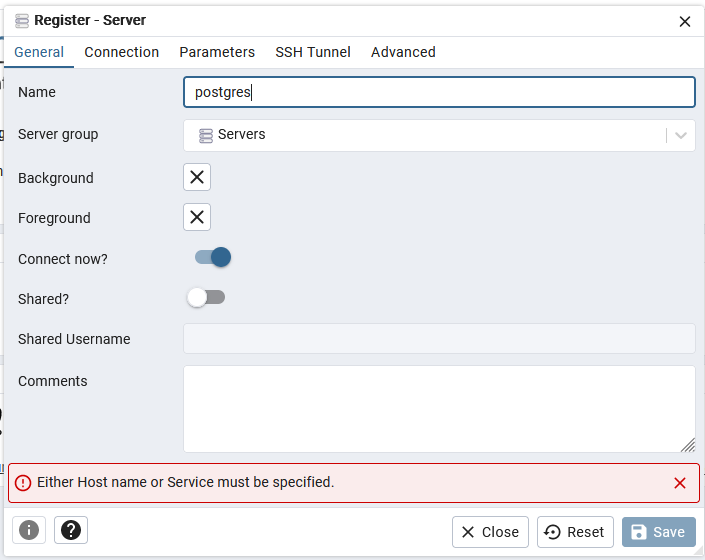 Register - Server
General Connection Parameters SSH Tunnel Advanced
Name postgres
Server group Servers
Background
Foreground
Connect now?
Shared?
Shared Username
Comments
Either Host name or Service must be specified.
Close Reset Save